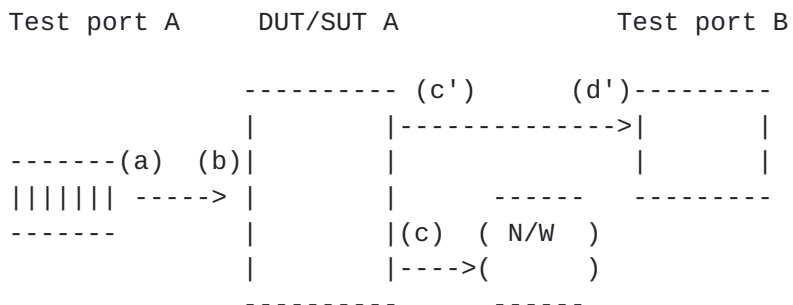 Test port A DUT/SUT A Test port B
---------- (c') (d')---------
| |-------------->| |
-------(a) (b)| | | |
||||||| -----> | | ------ ---------
------- | |(c) ( N/W )
| |---->( )
---------- ------